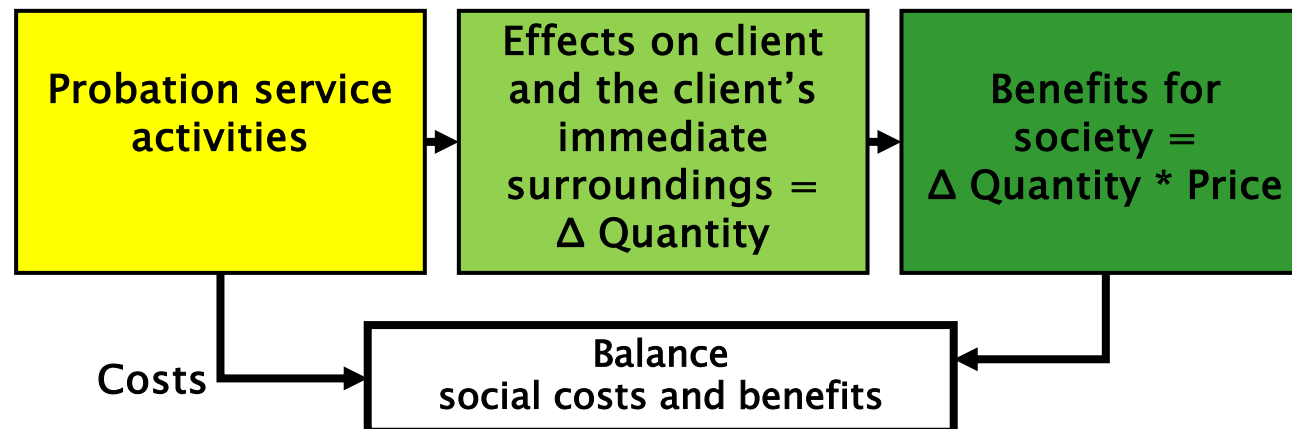 Probation service
activities
Effects on client
and the client’s
immediate
surroundings =
Δ Quantity
Benefits for
society =
Δ Quantity * Price
Costs
Balance
social costs and benefits